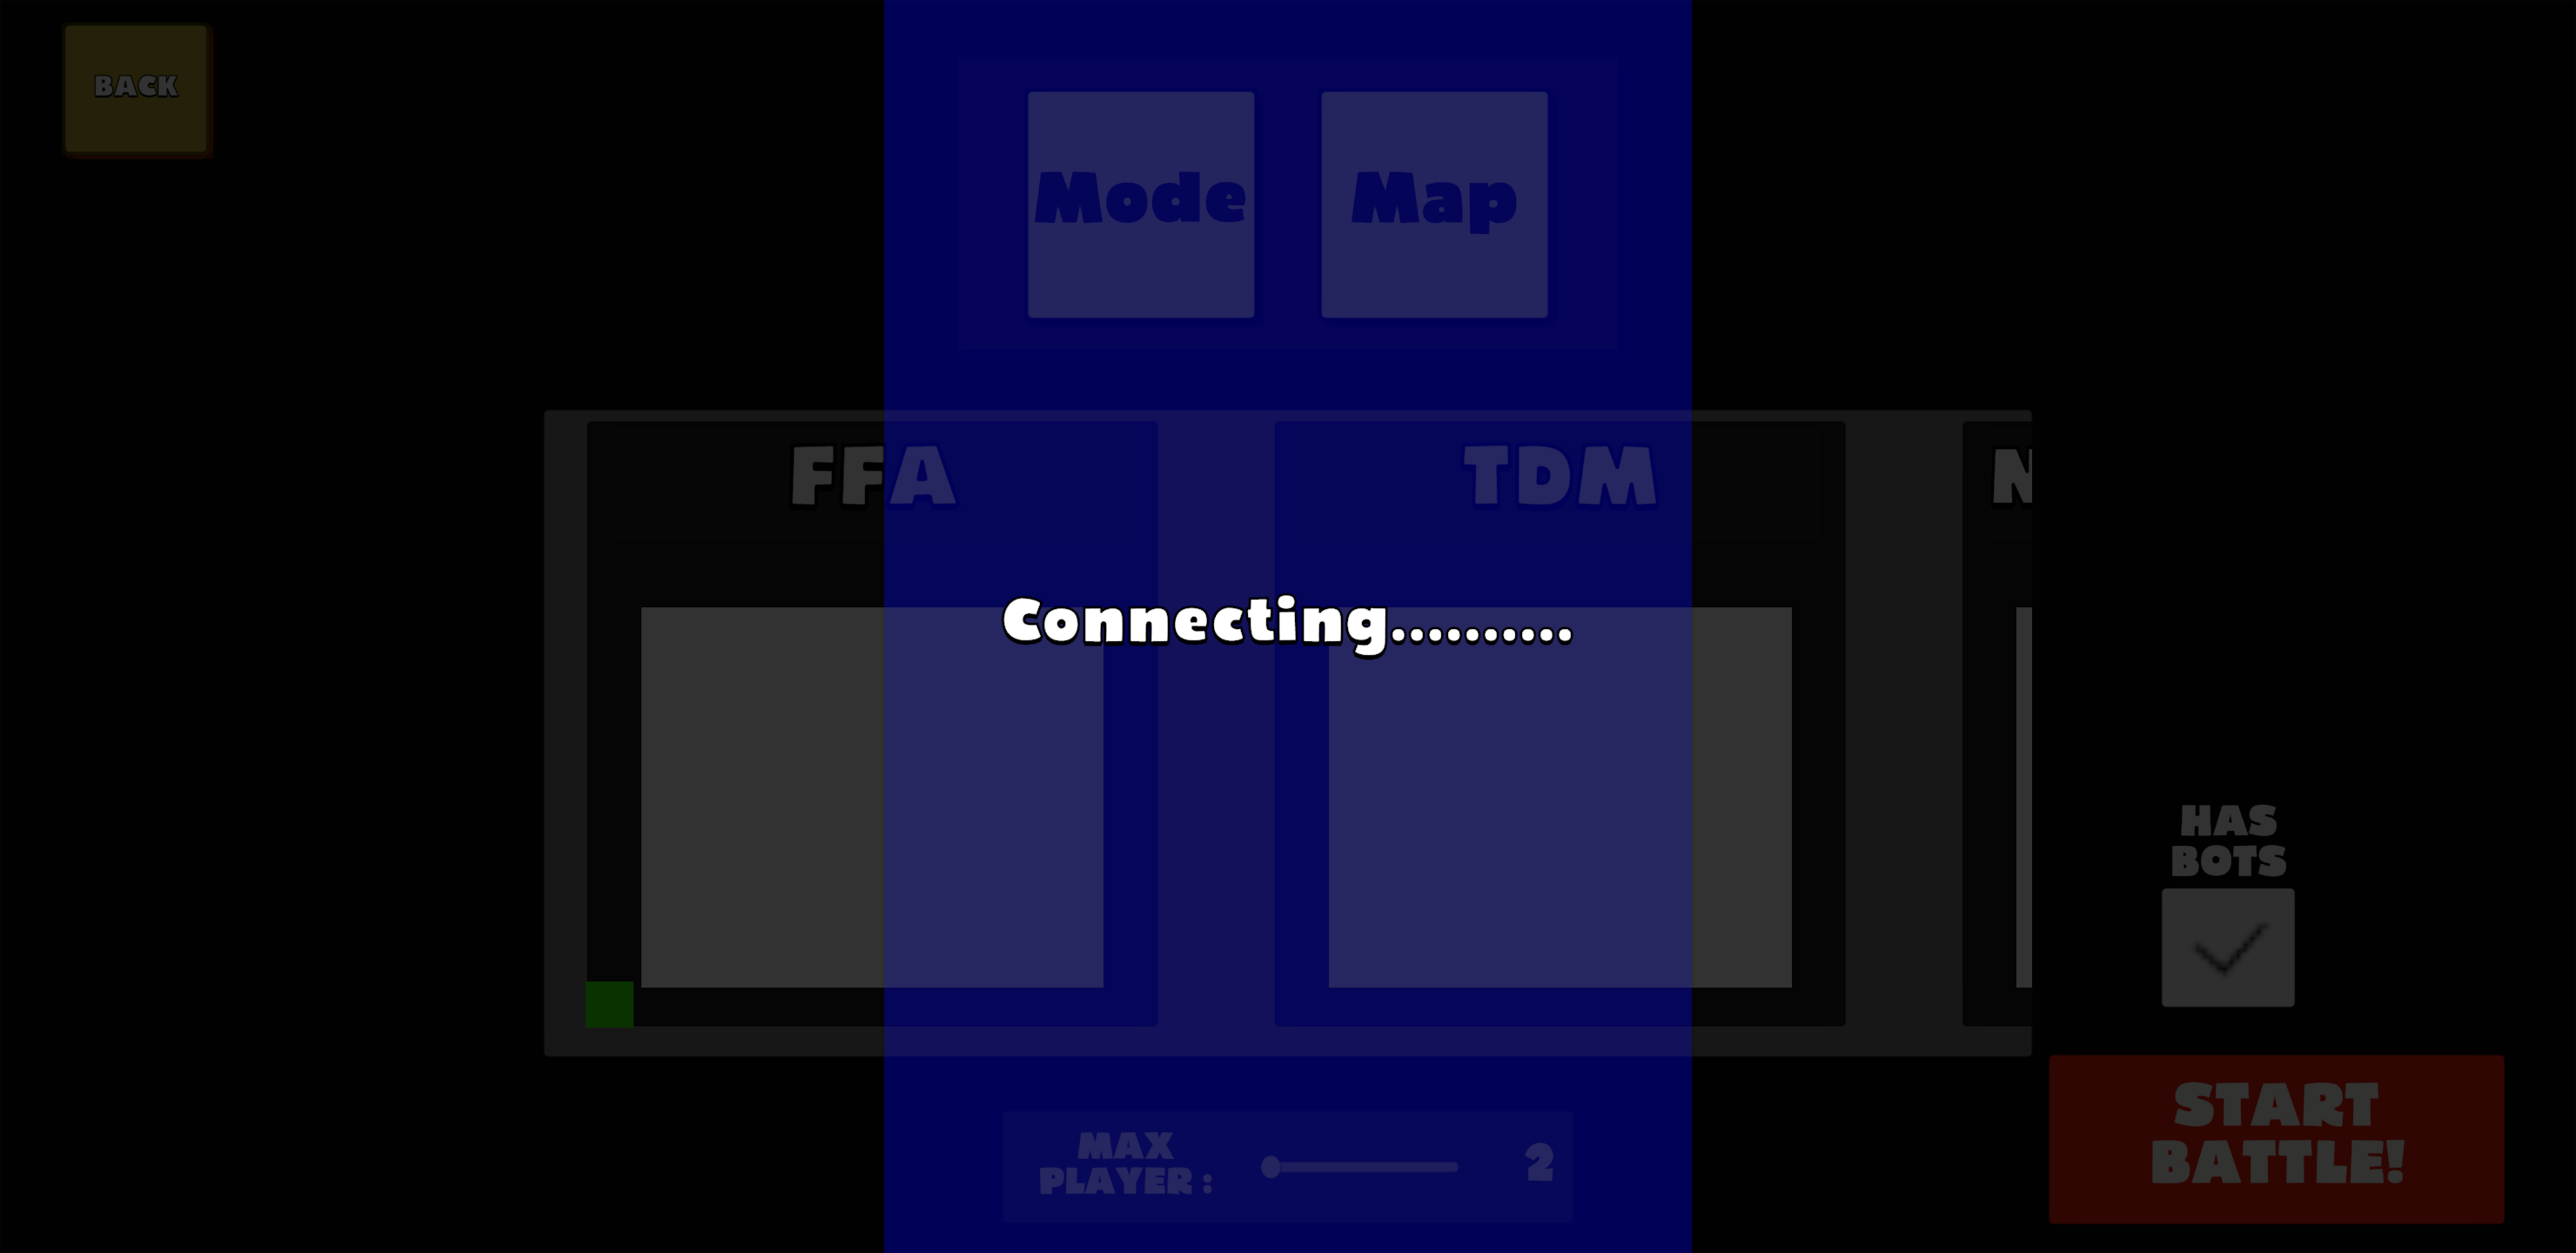 BACK
Mode
Map
FFA
TDM
N
Connecting..........
HAS
BOTS
MAX
PLAYER :
2
START
BATTLE!